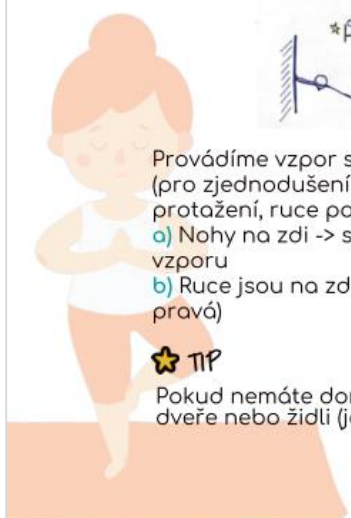 Provádíme vzpor s
(pro zjednodušení
protažení, ruce po
a) Nohy na zdi -> s
vzporu
b) Ruce jsou na zd
pravá)
TIP
Pokud nemáte dor
dveře nebo židli (j